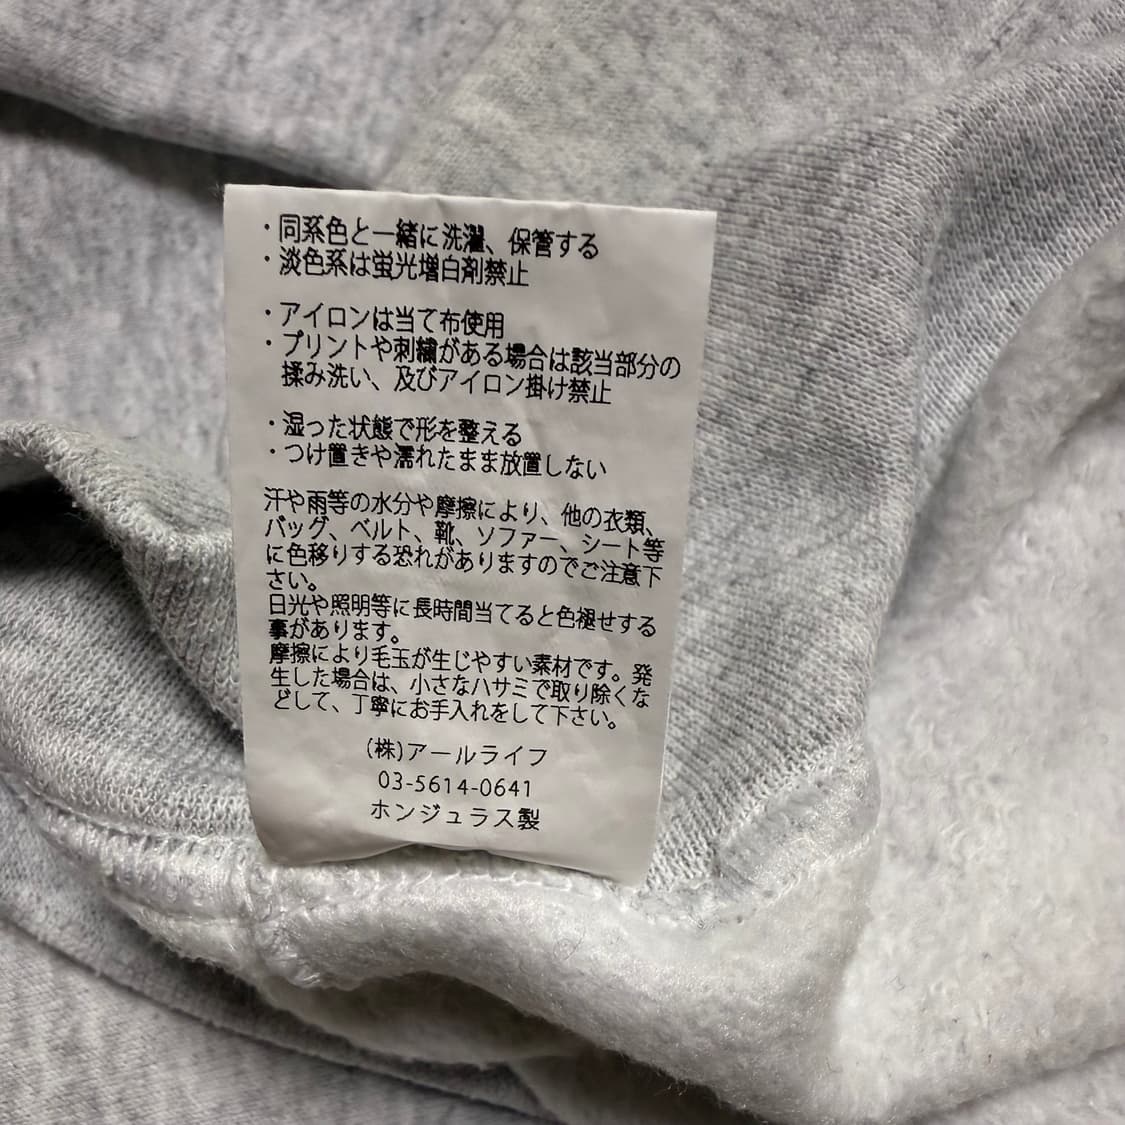 ・同系色と一緒に洗濯、保管する
・淡色系は蛍光増白剤禁止
・アイロンは当て布使用
・プリントや刺繍がある場合は該当部分の
揉み洗い、及びアイロン掛け禁止
・湿った状態で形を整える
・つけ置きや濡れたまま放置しない
汗や雨等の水分や摩擦により、他の衣類、
バッグ、ベルト、靴、ソファー、シート等
に色移りする恐れがありますのでご注意下
さい。
日光や照明等に長時間当てると色褪せする
事があります。
摩擦により毛玉が生じやすい素材です。発
生した場合は、小さなハサミで取り除くな
どして、丁寧にお手入れをして下さい。
(株)アールライフ
03-5614-0641
ホンジュラス製